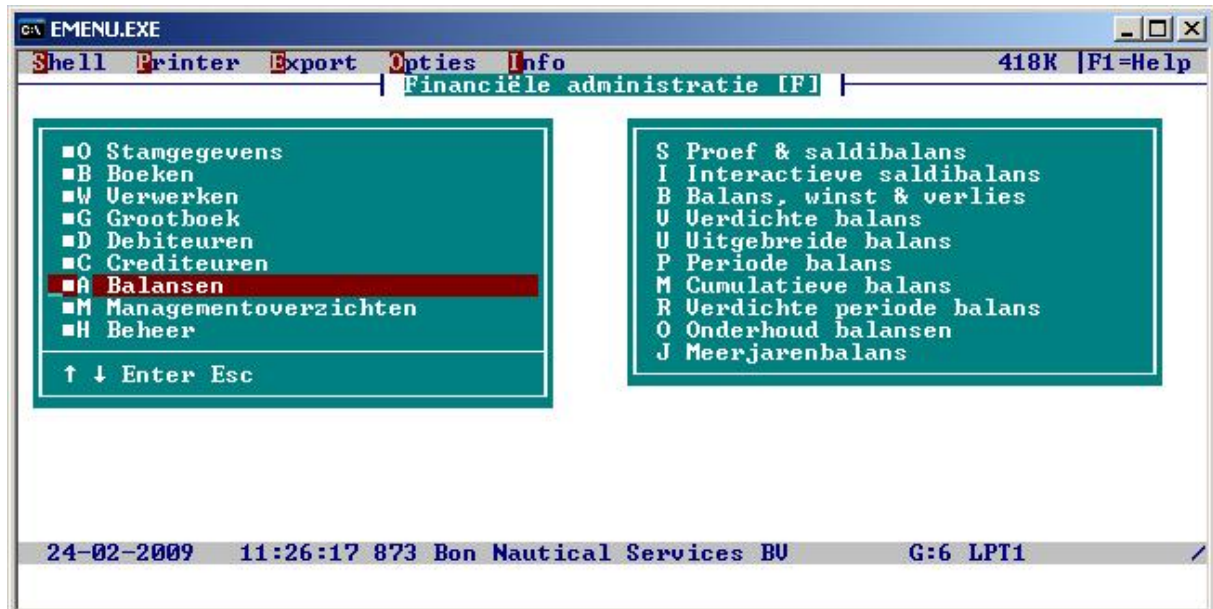 EMENU.EXE
Shell Printer Export Opties Info 418K |F1=Help
Financiële administratie [F]
■O Stamgegevens
■B Boeken
■W Verwerken
■G Grootboek
■D Debiteuren
■C Crediteuren
■A Balansen
■M Managementoverzichten
■H Beheer
↑ ↓ Enter Esc
S Proef & saldibalans
I Interactieve saldibalans
B Balans, winst & verlies
V Verdichte balans
U Uitgebreide balans
P Periode balans
M Cumulatieve balans
R Verdichte periode balans
O Onderhoud balansen
J Meerjarenbalans
24-02-2009 11:26:17 873 Bon Nautical Services BV G:6 LPT1 /